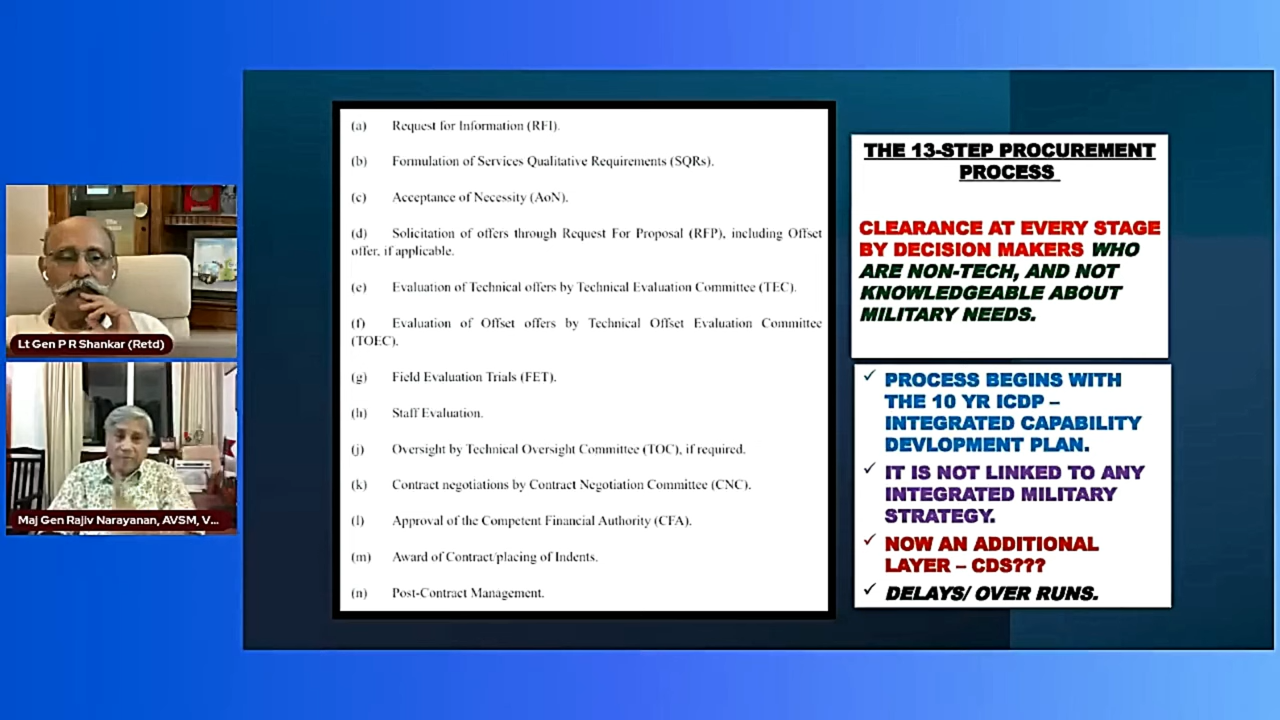 (a) Request for Information (RFI).
(b) Formulation of Services Qualitative Requirements (SQRs).
(c) Acceptance of Necessity (AoN).
(d) Solicitation of offers through Request For Proposal (RFP), including Offset
offer, if applicable.
(e) Evaluation of Technical offers by Technical Evaluation Committee (TEC).
(f) Evaluation of Offset offers by Technical Offset Evaluation Committee
(TOEC).
(g) Field Evaluation Trials (FET).
(h) Staff Evaluation.
(j) Oversight by Technical Oversight Committee (TOC), if required.
(k) Contract negotiations by Contract Negotiation Committee (CNC).
(l) Approval of the Competent Financial Authority (CFA).
(m) Award of Contract/placing of Indents.
(n) Post-Contract Management.
THE 13-STEP PROCUREMENT
PROCESS
CLEARANCE AT EVERY STAGE
BY DECISION MAKERS WHO
ARE NON-TECH, AND NOT
KNOWLEDGEABLE ABOUT
MILITARY NEEDS.
✓ PROCESS BEGINS WITH
THE 10 YR ICDP –
INTEGRATED CAPABILITY
DEVLOPMENT PLAN.
✓ IT IS NOT LINKED TO ANY
INTEGRATED MILITARY
STRATEGY.
✓ NOW AN ADDITIONAL
LAYER – CDS???
✓ DELAYS/ OVER RUNS.
Lt Gen P R Shankar (Retd)
Maj Gen Rajiv Narayanan, AVSM, V...